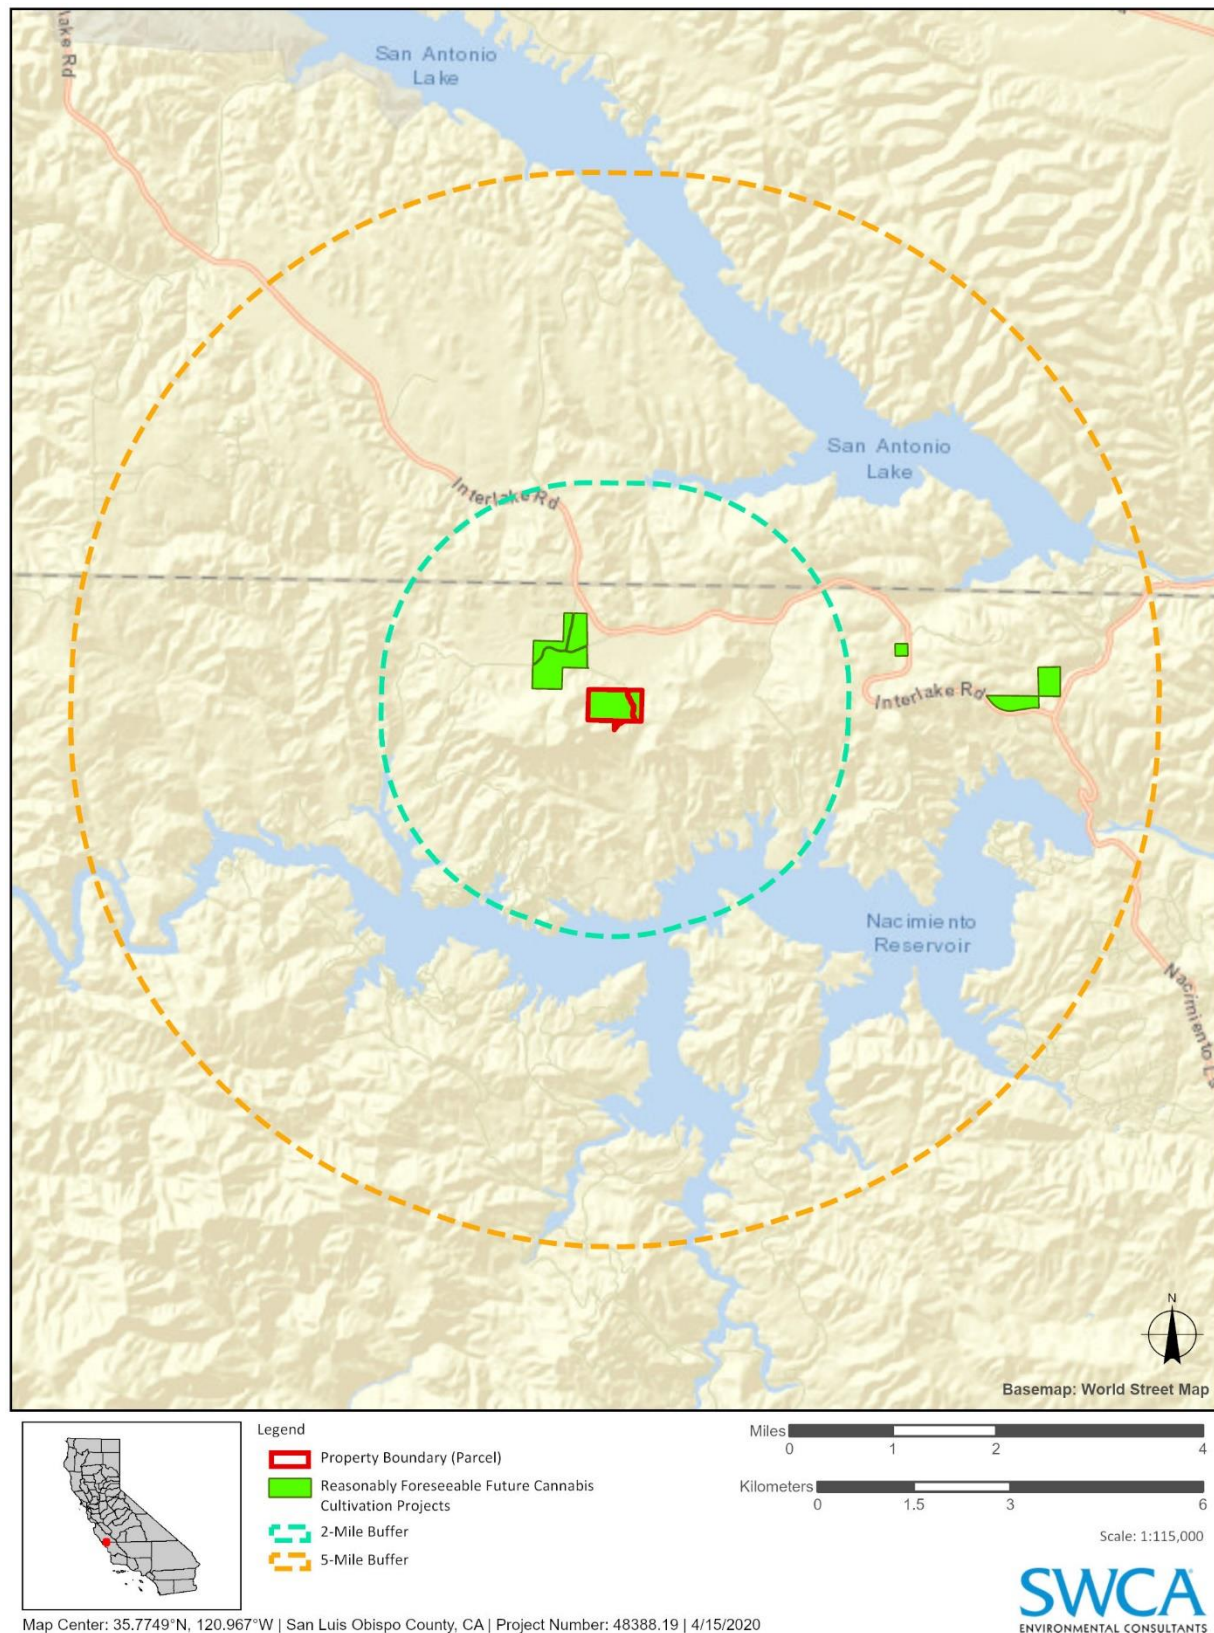 lake Rd
San Antonio
Lake
San Antonio
Lake
Interlake Rd
Interlake Rd
Nacimiento
Reservoir
Nacimiento L
N
Basemap: World Street Map
Legend
Property Boundary (Parcel)
Reasonably Foreseeable Future Cannabis
Cultivation Projects
2-Mile Buffer
5-Mile Buffer
Miles
0 1 2 4
Kilometers
0 1.5 3 6
Scale: 1:115,000
SWCA
ENVIRONMENTAL CONSULTANTS
Map Center: 35.7749°N, 120.967°W | San Luis Obispo County, CA | Project Number: 48388.19 | 4/15/2020